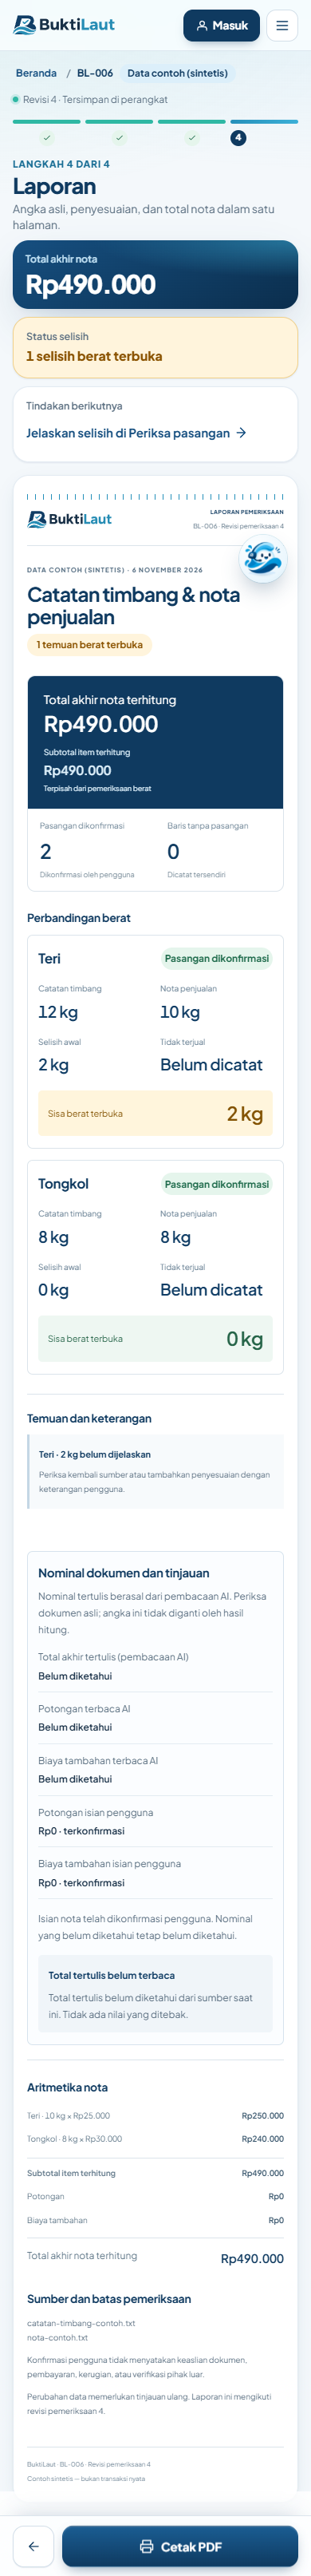 BuktiLaut
Masuk
Beranda / BL-006 Data contoh (sintetis)
Revisi 4 · Tersimpan di perangkat
4
LANGKAH 4 DARI 4
Laporan
Angka asli, penyesuaian, dan total nota dalam satu
halaman.
Total akhir nota
Rp490.000
Status selisih
1 selisih berat terbuka
Tindakan berikutnya
Jelaskan selisih di Periksa pasangan →
BuktiLaut
LAPORAN PEMERIKSAAN
BL-006 · Revisi pemeriksaan 4
DATA CONTOH (SINTETIS) · 6 NOVEMBER 2026
Catatan timbang & nota
penjualan
1 temuan berat terbuka
Total akhir nota terhitung
Rp490.000
Subtotal item terhitung
Rp490.000
Terpisah dari pemeriksaan berat
Pasangan dikonfirmasi
2
Dikonfirmasi oleh pengguna
Baris tanpa pasangan
0
Dicatat tersendiri
Perbandingan berat
Teri
Pasangan dikonfirmasi
Catatan timbang
12 kg
Nota penjualan
10 kg
Selisih awal
2 kg
Tidak terjual
Belum dicatat
Sisa berat terbuka
2 kg
Tongkol
Pasangan dikonfirmasi
Catatan timbang
8 kg
Nota penjualan
8 kg
Selisih awal
0 kg
Tidak terjual
Belum dicatat
Sisa berat terbuka
0 kg
Temuan dan keterangan
Teri · 2 kg belum dijelaskan
Periksa kembali sumber atau tambahkan penyesuaian dengan
keterangan pengguna.
Nominal dokumen dan tinjauan
Nominal tertulis berasal dari pembacaan AI. Periksa
dokumen asli; angka ini tidak diganti oleh hasil
hitung.
Total akhir tertulis (pembacaan AI)
Belum diketahui
Potongan terbaca AI
Belum diketahui
Biaya tambahan terbaca AI
Belum diketahui
Potongan isian pengguna
Rp0 · terkonfirmasi
Biaya tambahan isian pengguna
Rp0 · terkonfirmasi
Isian nota telah dikonfirmasi pengguna. Nominal
yang belum diketahui tetap belum diketahui.
Total tertulis belum terbaca
Total tertulis belum diketahui dari sumber saat
ini. Tidak ada nilai yang ditebak.
Aritmetika nota
Teri · 10 kg × Rp25.000 Rp250.000
Tongkol · 8 kg × Rp30.000 Rp240.000
Subtotal item terhitung Rp490.000
Potongan Rp0
Biaya tambahan Rp0
Total akhir nota terhitung Rp490.000
Sumber dan batas pemeriksaan
catatan-timbang-contoh.txt
nota-contoh.txt
Konfirmasi pengguna tidak menyatakan keaslian dokumen,
pembayaran, kerugian, atau verifikasi pihak luar.
Perubahan data memerlukan tinjauan ulang. Laporan ini mengikuti
revisi pemeriksaan 4.
BuktiLaut · BL-006 · Revisi pemeriksaan 4
Contoh sintetis — bukan transaksi nyata
Cetak PDF